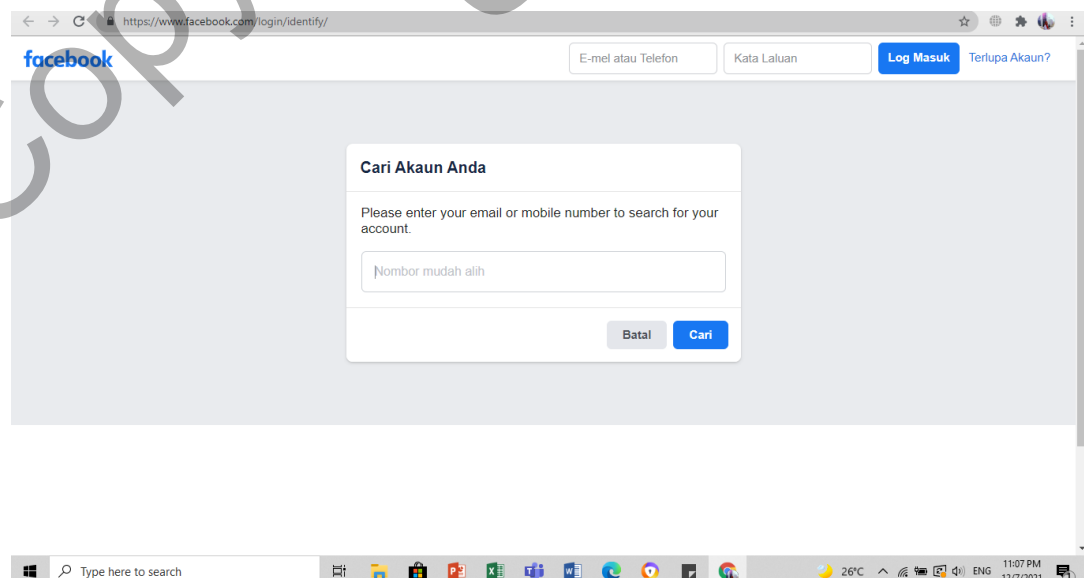 https://www.facebook.com/login/identify/
facebook
E-mel atau Telefon
Kata Laluan
Log Masuk
Terlupa Akaun?
Cari Akaun Anda
Please enter your email or mobile number to search for your
account.
Nombor mudah alih
Batal
Cari
Type here to search
26°C
ENG
11:07 PM